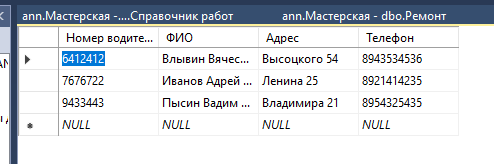 ann.Мастерская -....Справочник работ ann.Мастерская - dbo.Ремонт
Номер водите... ФИО Адрес Телефон
6412412 Влывин Вячес... Высоцкого 54 8943534536
7676722 Иванов Адрей ... Ленина 25 8921414235
9433443 Пысин Вадим ... Владимира 21 8954325435
NULL NULL NULL NULL